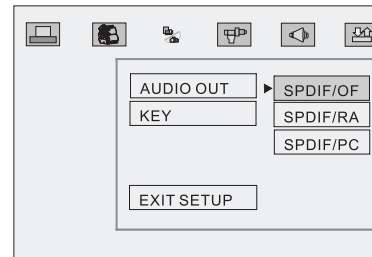 AUDIO OUT
SPDIF/OF
KEY
SPDIF/RA
SPDIF/PC
EXIT SETUP